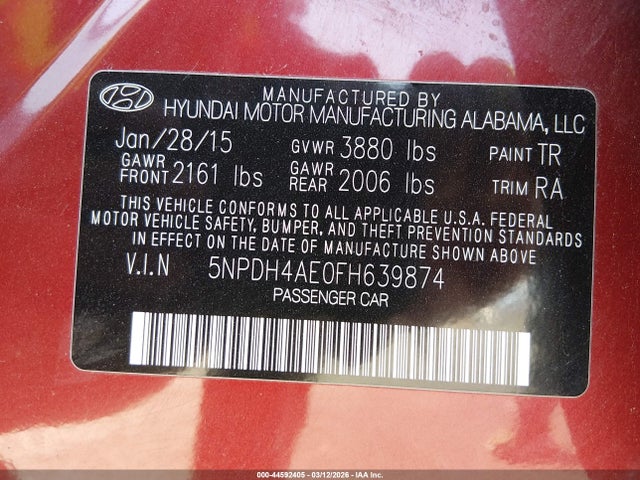 MANUFACTURED BY
HYUNDAI MOTOR MANUFACTURING ALABAMA, LLC
Jan/28/15 GVWR 3880 lbs PAINT TR
GAWR FRONT 2161 lbs GAWR REAR 2006 lbs TRIM RA
THIS VEHICLE CONFORMS TO ALL APPLICABLE U.S.A. FEDERAL
MOTOR VEHICLE SAFETY, BUMPER, AND THEFT PREVENTION STANDARDS
IN EFFECT ON THE DATE OF MANUFACTURE SHOWN ABOVE
V.I.N 5NPDH4AE0FH639874
PASSENGER CAR
000-44592405 - 03/12/2026 - IAA Inc.